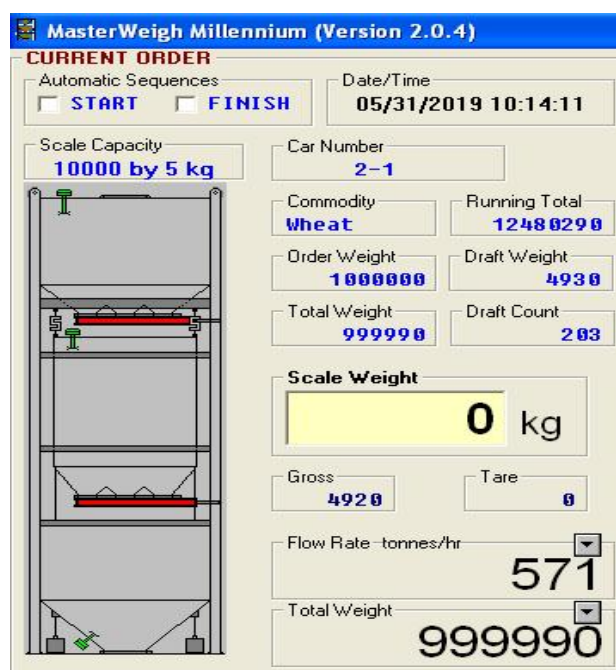 MasterWeigh Millennium (Version 2.0.4)
CURRENT ORDER
Automatic Sequences
START FINISH
Date/Time
05/31/2019 10:14:11
Scale Capacity
10000 by 5 kg
Car Number
2-1
Commodity
Wheat
Running Total
12480290
Order Weight
1000000
Draft Weight
4930
Total Weight
999990
Draft Count
203
Scale Weight
0 kg
Gross
4920
Tare
0
Flow Rate tonnes/hr
571
Total Weight
999990